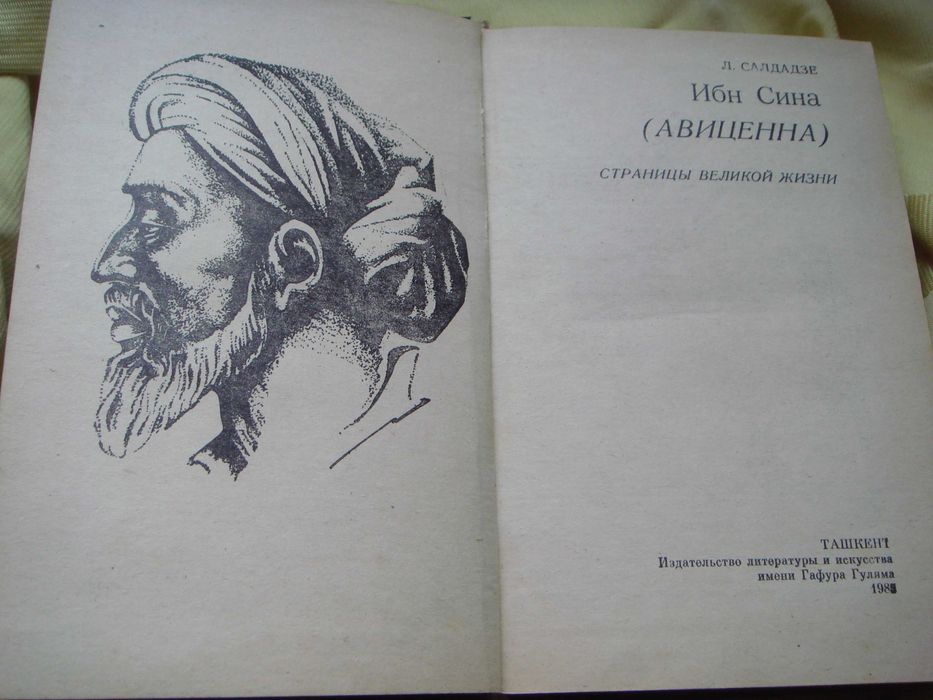 Л. САЛДАДЗЕ
Ибн Сина
(АВИЦЕННА)
СТРАНИЦЫ ВЕЛИКОЙ ЖИЗНИ
ТАШКЕНТ
Издательство литературы и искусства
имени Гафура Гуляма